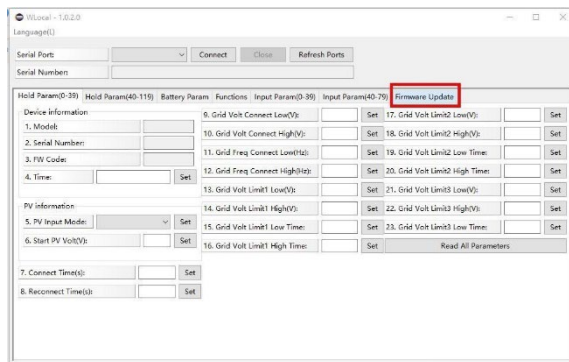 WLocal - 1.0.2.0
Language(L)
Serial Port:
Connect
Close
Refresh Ports
Serial Number:
Hold Param(0-39) Hold Param(40-119) Battery Param Functions Input Param(0-39) Input Param(40-79) Firmware Update
Device information
1. Model:
2. Serial Number:
3. FW Code:
4. Time: Set
PV information
5. PV Input Mode: Set
6. Start PV Volt(V): Set
7. Connect Time(s): Set
8. Reconnect Time(s): Set
9. Grid Volt Connect Low(V): Set
10. Grid Volt Connect High(V): Set
11. Grid Freq Connect Low(Hz): Set
12. Grid Freq Connect High(Hz): Set
13. Grid Volt Limit1 Low(V): Set
14. Grid Volt Limit1 High(V): Set
15. Grid Volt Limit1 Low Time: Set
16. Grid Volt Limit1 High Time: Set
17. Grid Volt Limit2 Low(V): Set
18. Grid Volt Limit2 High(V): Set
19. Grid Volt Limit2 Low Time: Set
20. Grid Volt Limit2 High Time: Set
21. Grid Volt Limit3 Low(V): Set
22. Grid Volt Limit3 High(V): Set
23. Grid Volt Limit3 Low Time: Set
Read All Parameters